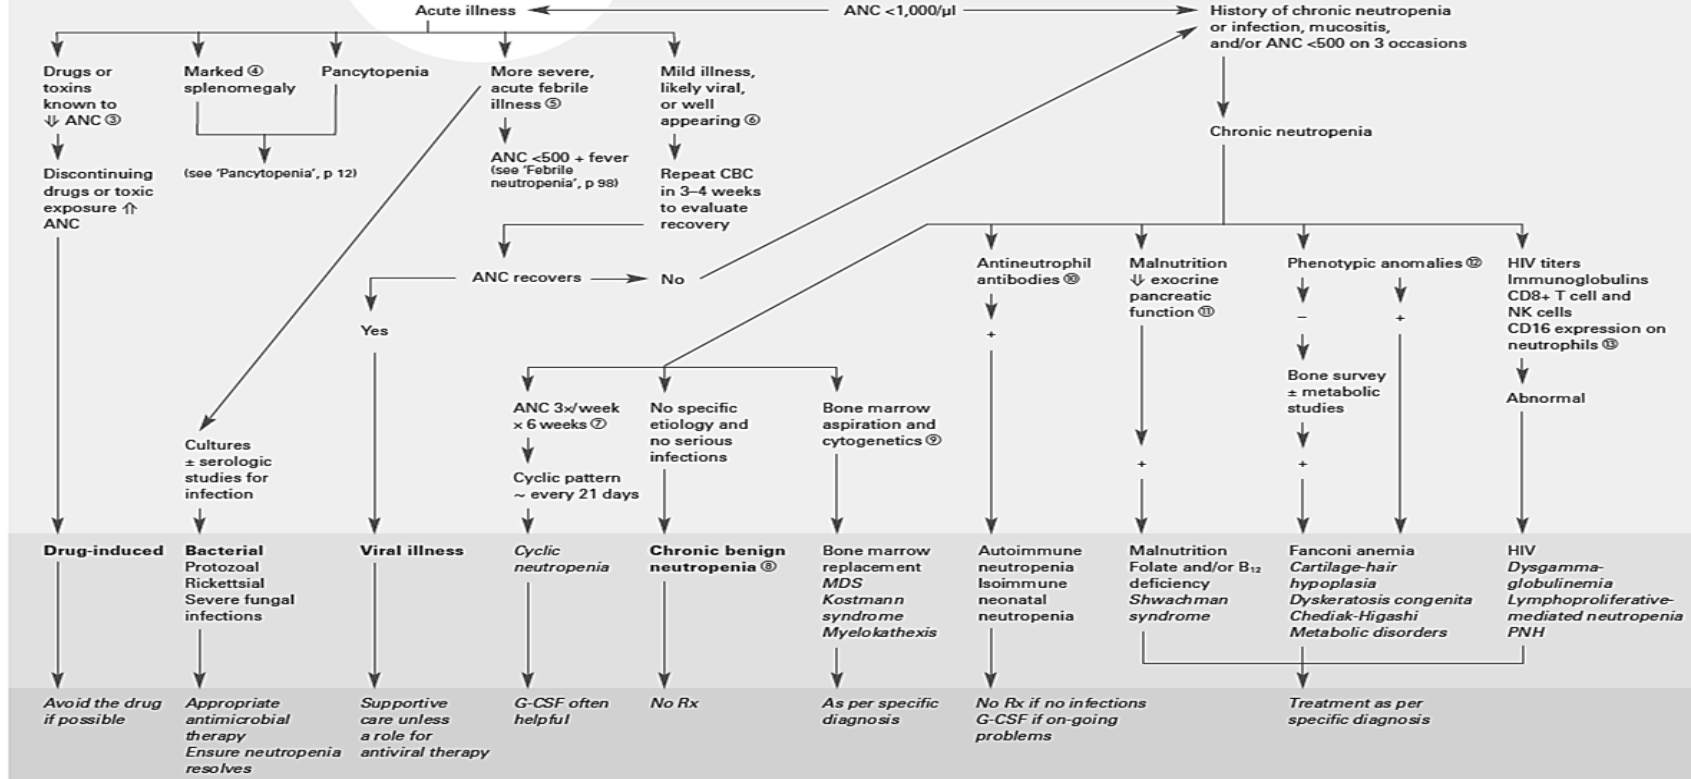 Acute illness
ANC <1,000/µl
History of chronic neutropenia
or infection, mucositis,
and/or ANC <500 on 3 occasions
Drugs or
toxins
known to
⇓ ANC ③
Marked ④
splenomegaly
Pancytopenia
More severe,
acute febrile
illness ⑤
Mild illness,
likely viral,
or well
appearing ⑥
Chronic neutropenia
Discontinuing
drugs or toxic
exposure ⇑
ANC
(see 'Pancytopenia', p 12)
ANC <500 + fever
(see 'Febrile
neutropenia', p 98)
Repeat CBC
in 3–4 weeks
to evaluate
recovery
ANC recovers
No
Yes
Antineutrophil
antibodies ⑩
+
Malnutrition
⇓ exocrine
pancreatic
function ⑪
+
Phenotypic anomalies ⑫
–
+
Bone survey
± metabolic
studies
+
HIV titers
Immunoglobulins
CD8+ T cell and
NK cells
CD16 expression on
neutrophils ⑬
Abnormal
Cultures
± serologic
studies for
infection
ANC 3×/week
× 6 weeks ⑦
Cyclic pattern
~ every 21 days
No specific
etiology and
no serious
infections
Bone marrow
aspiration and
cytogenetics ⑨
Drug-induced
Bacterial
Protozoal
Rickettsial
Severe fungal
infections
Viral illness
Cyclic
neutropenia
Chronic benign
neutropenia ⑧
Bone marrow
replacement
MDS
Kostmann
syndrome
Myelokathexis
Autoimmune
neutropenia
Isoimmune
neonatal
neutropenia
Malnutrition
Folate and/or B₁₂
deficiency
Shwachman
syndrome
Fanconi anemia
Cartilage-hair
hypoplasia
Dyskeratosis congenita
Chediak-Higashi
Metabolic disorders
HIV
Dysgamma-
globulinemia
Lymphoproliferative-
mediated neutropenia
PNH
Avoid the drug
if possible
Appropriate
antimicrobial
therapy
Ensure neutropenia
resolves
Supportive
care unless
a role for
antiviral therapy
G-CSF often
helpful
No Rx
As per specific
diagnosis
No Rx if no infections
G-CSF if on-going
problems
Treatment as per
specific diagnosis